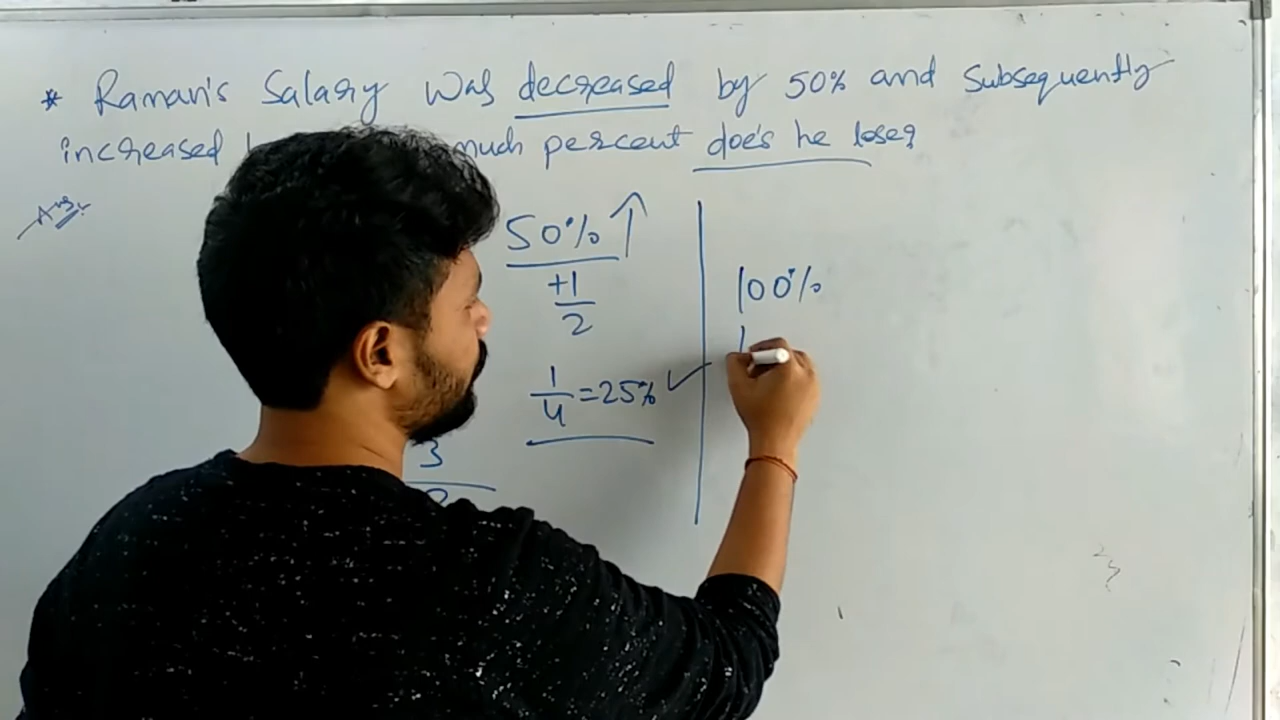 * Raman's Salary was decreased by 50% and subsequently
increased much percent does he lose?
Ans:
50% ↑
+1
2
1
4 = 25% ✓
3
100%